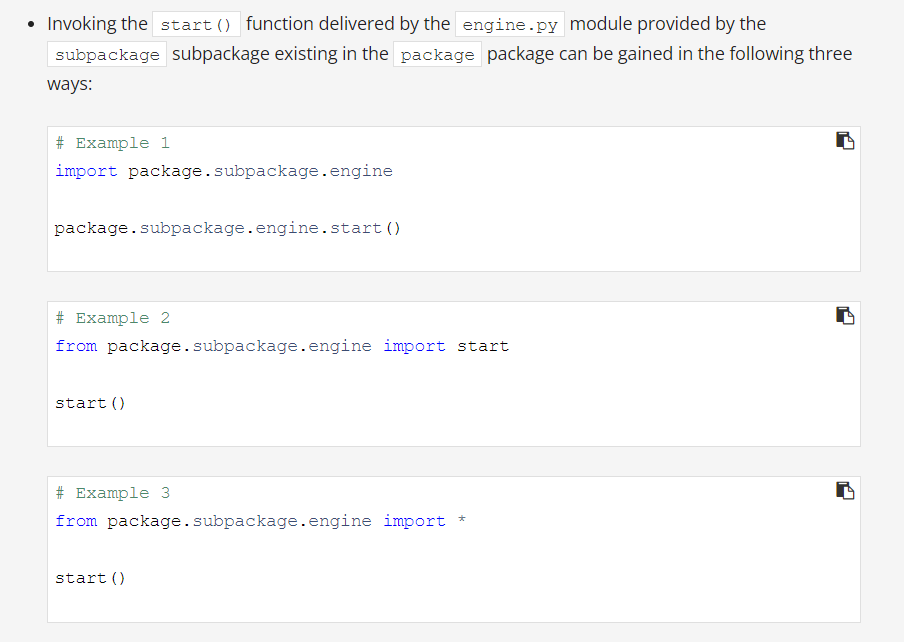 Invoking the start() function delivered by the engine.py module provided by the
subpackage subpackage existing in the package package can be gained in the following three
ways:
# Example 1
import package.subpackage.engine
package.subpackage.engine.start()
# Example 2
from package.subpackage.engine import start
start()
# Example 3
from package.subpackage.engine import *
start()